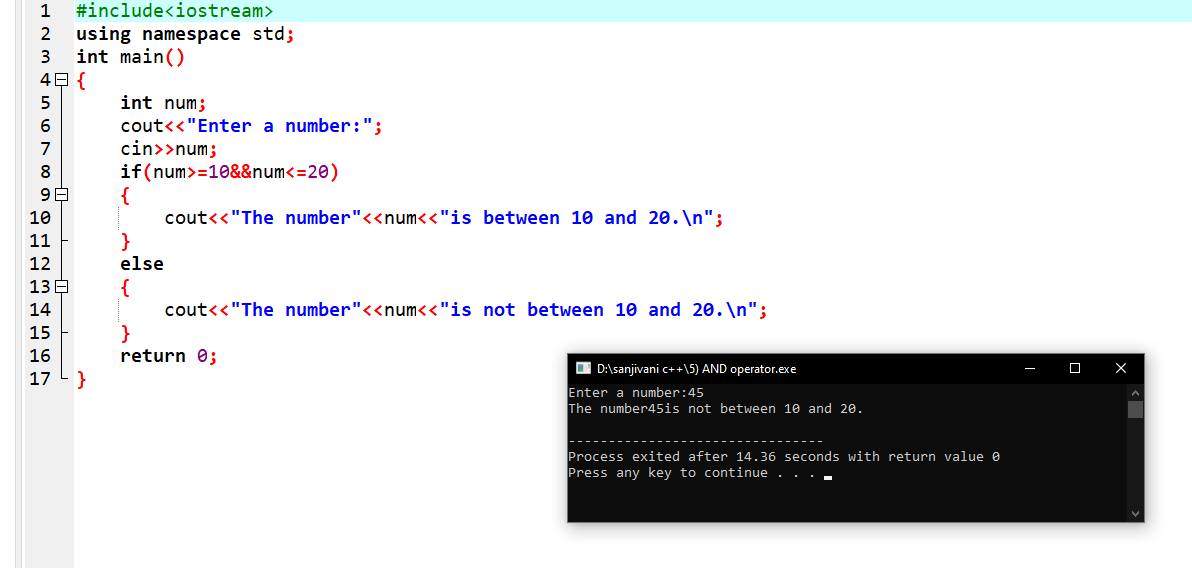 1 #include<iostream>
2 using namespace std;
3 int main()
4 {
5 int num;
6 cout<<"Enter a number:";
7 cin>>num;
8 if(num>=10&&num<=20)
9 {
10 cout<<"The number"<<num<<"is between 10 and 20.\n";
11 }
12 else
13 {
14 cout<<"The number"<<num<<"is not between 10 and 20.\n";
15 }
16 return 0;
17 }
D:\sanjivani c++\5) AND operator.exe
Enter a number:45
The number45is not between 10 and 20.
--------------------------------
Process exited after 14.36 seconds with return value 0
Press any key to continue . . .